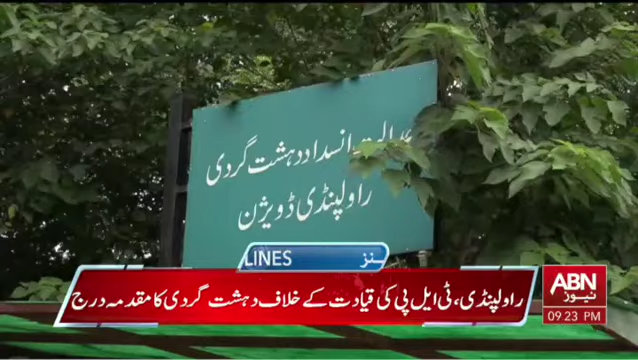 عدالت انسداد دہشت گردی
راولپنڈی ڈویژن
LINES
راولپنڈی، ٹی ایل پی کی قیادت کے خلاف دہشت گردی کا مقدمہ درج
ABN
نیوز
09:23 PM